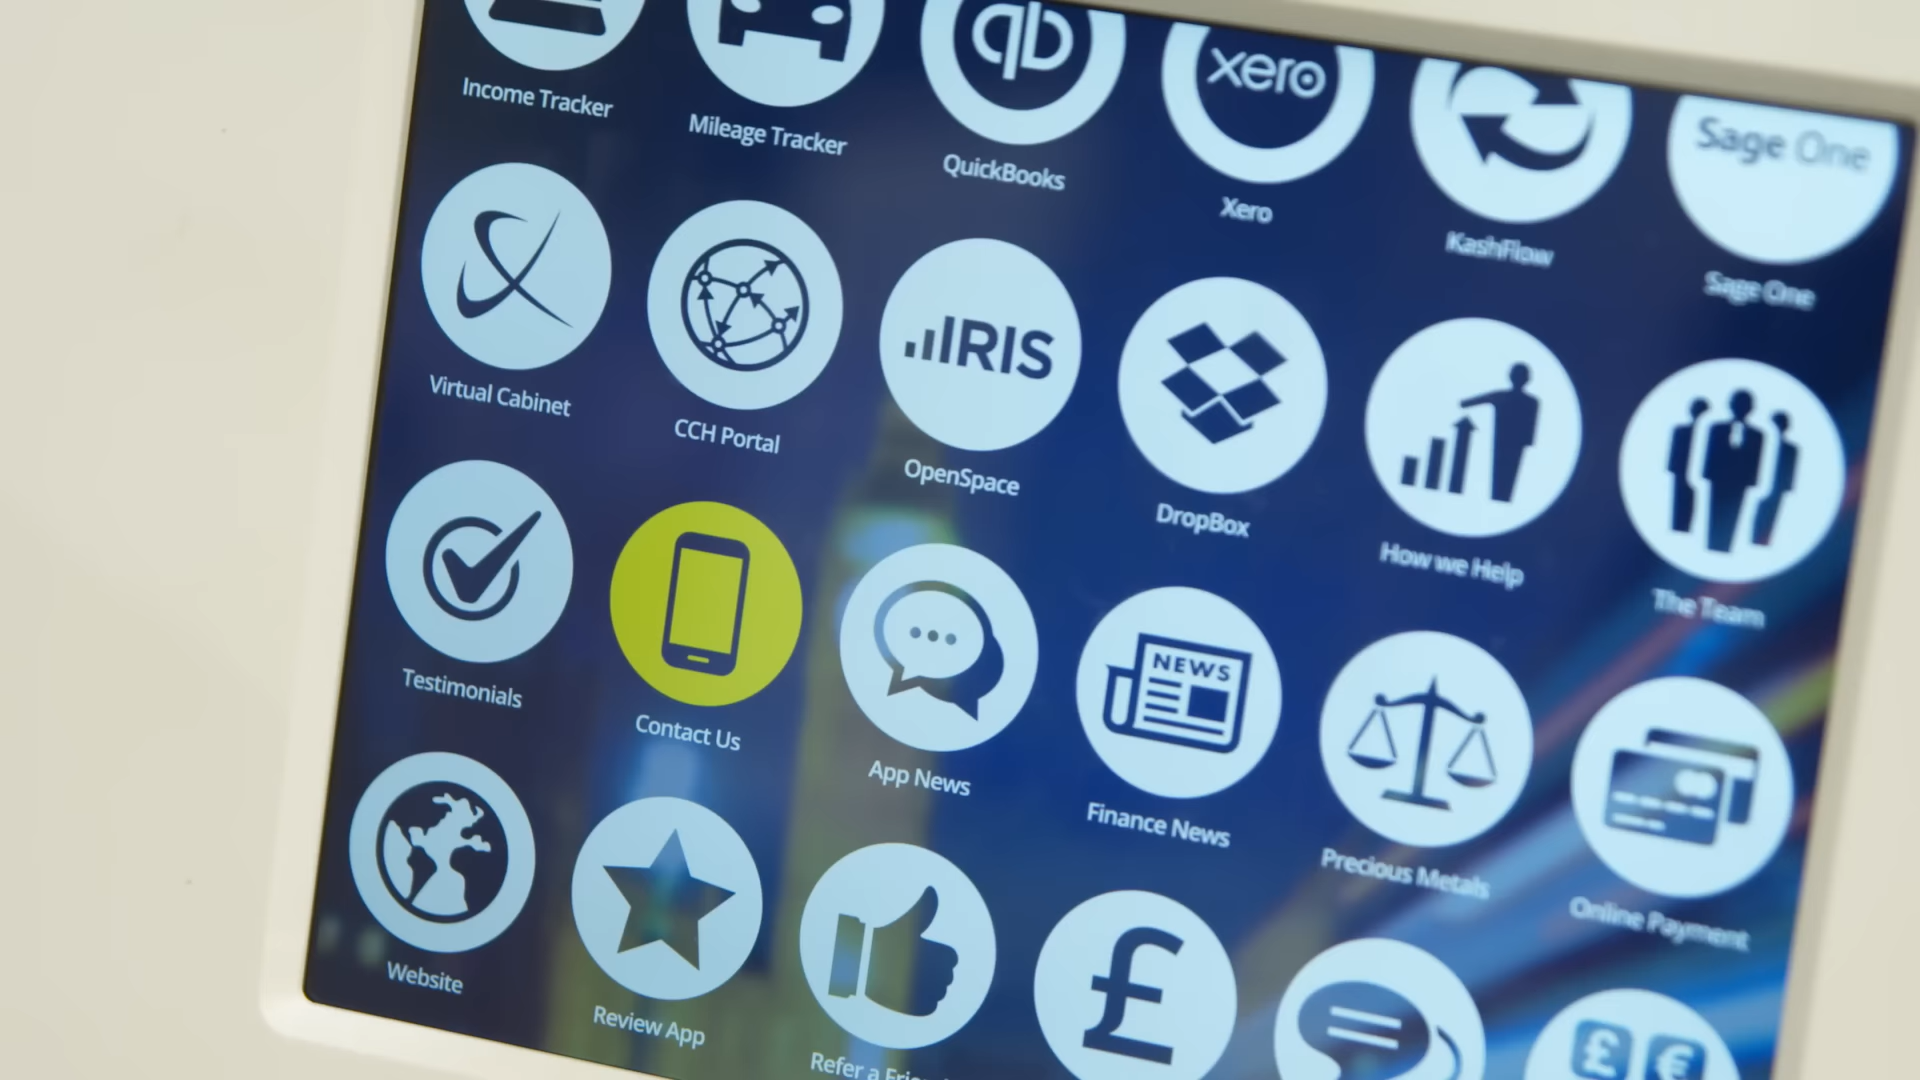 qb
xero
Sage One
Income Tracker
Mileage Tracker
QuickBooks
Xero
KashFlow
Sage One
IRIS
Virtual Cabinet
CCH Portal
OpenSpace
DropBox
How we Help
The Team
NEWS
Testimonials
Contact Us
App News
Finance News
Precious Metals
Online Payment
£
£ €
Website
Review App
Refer a